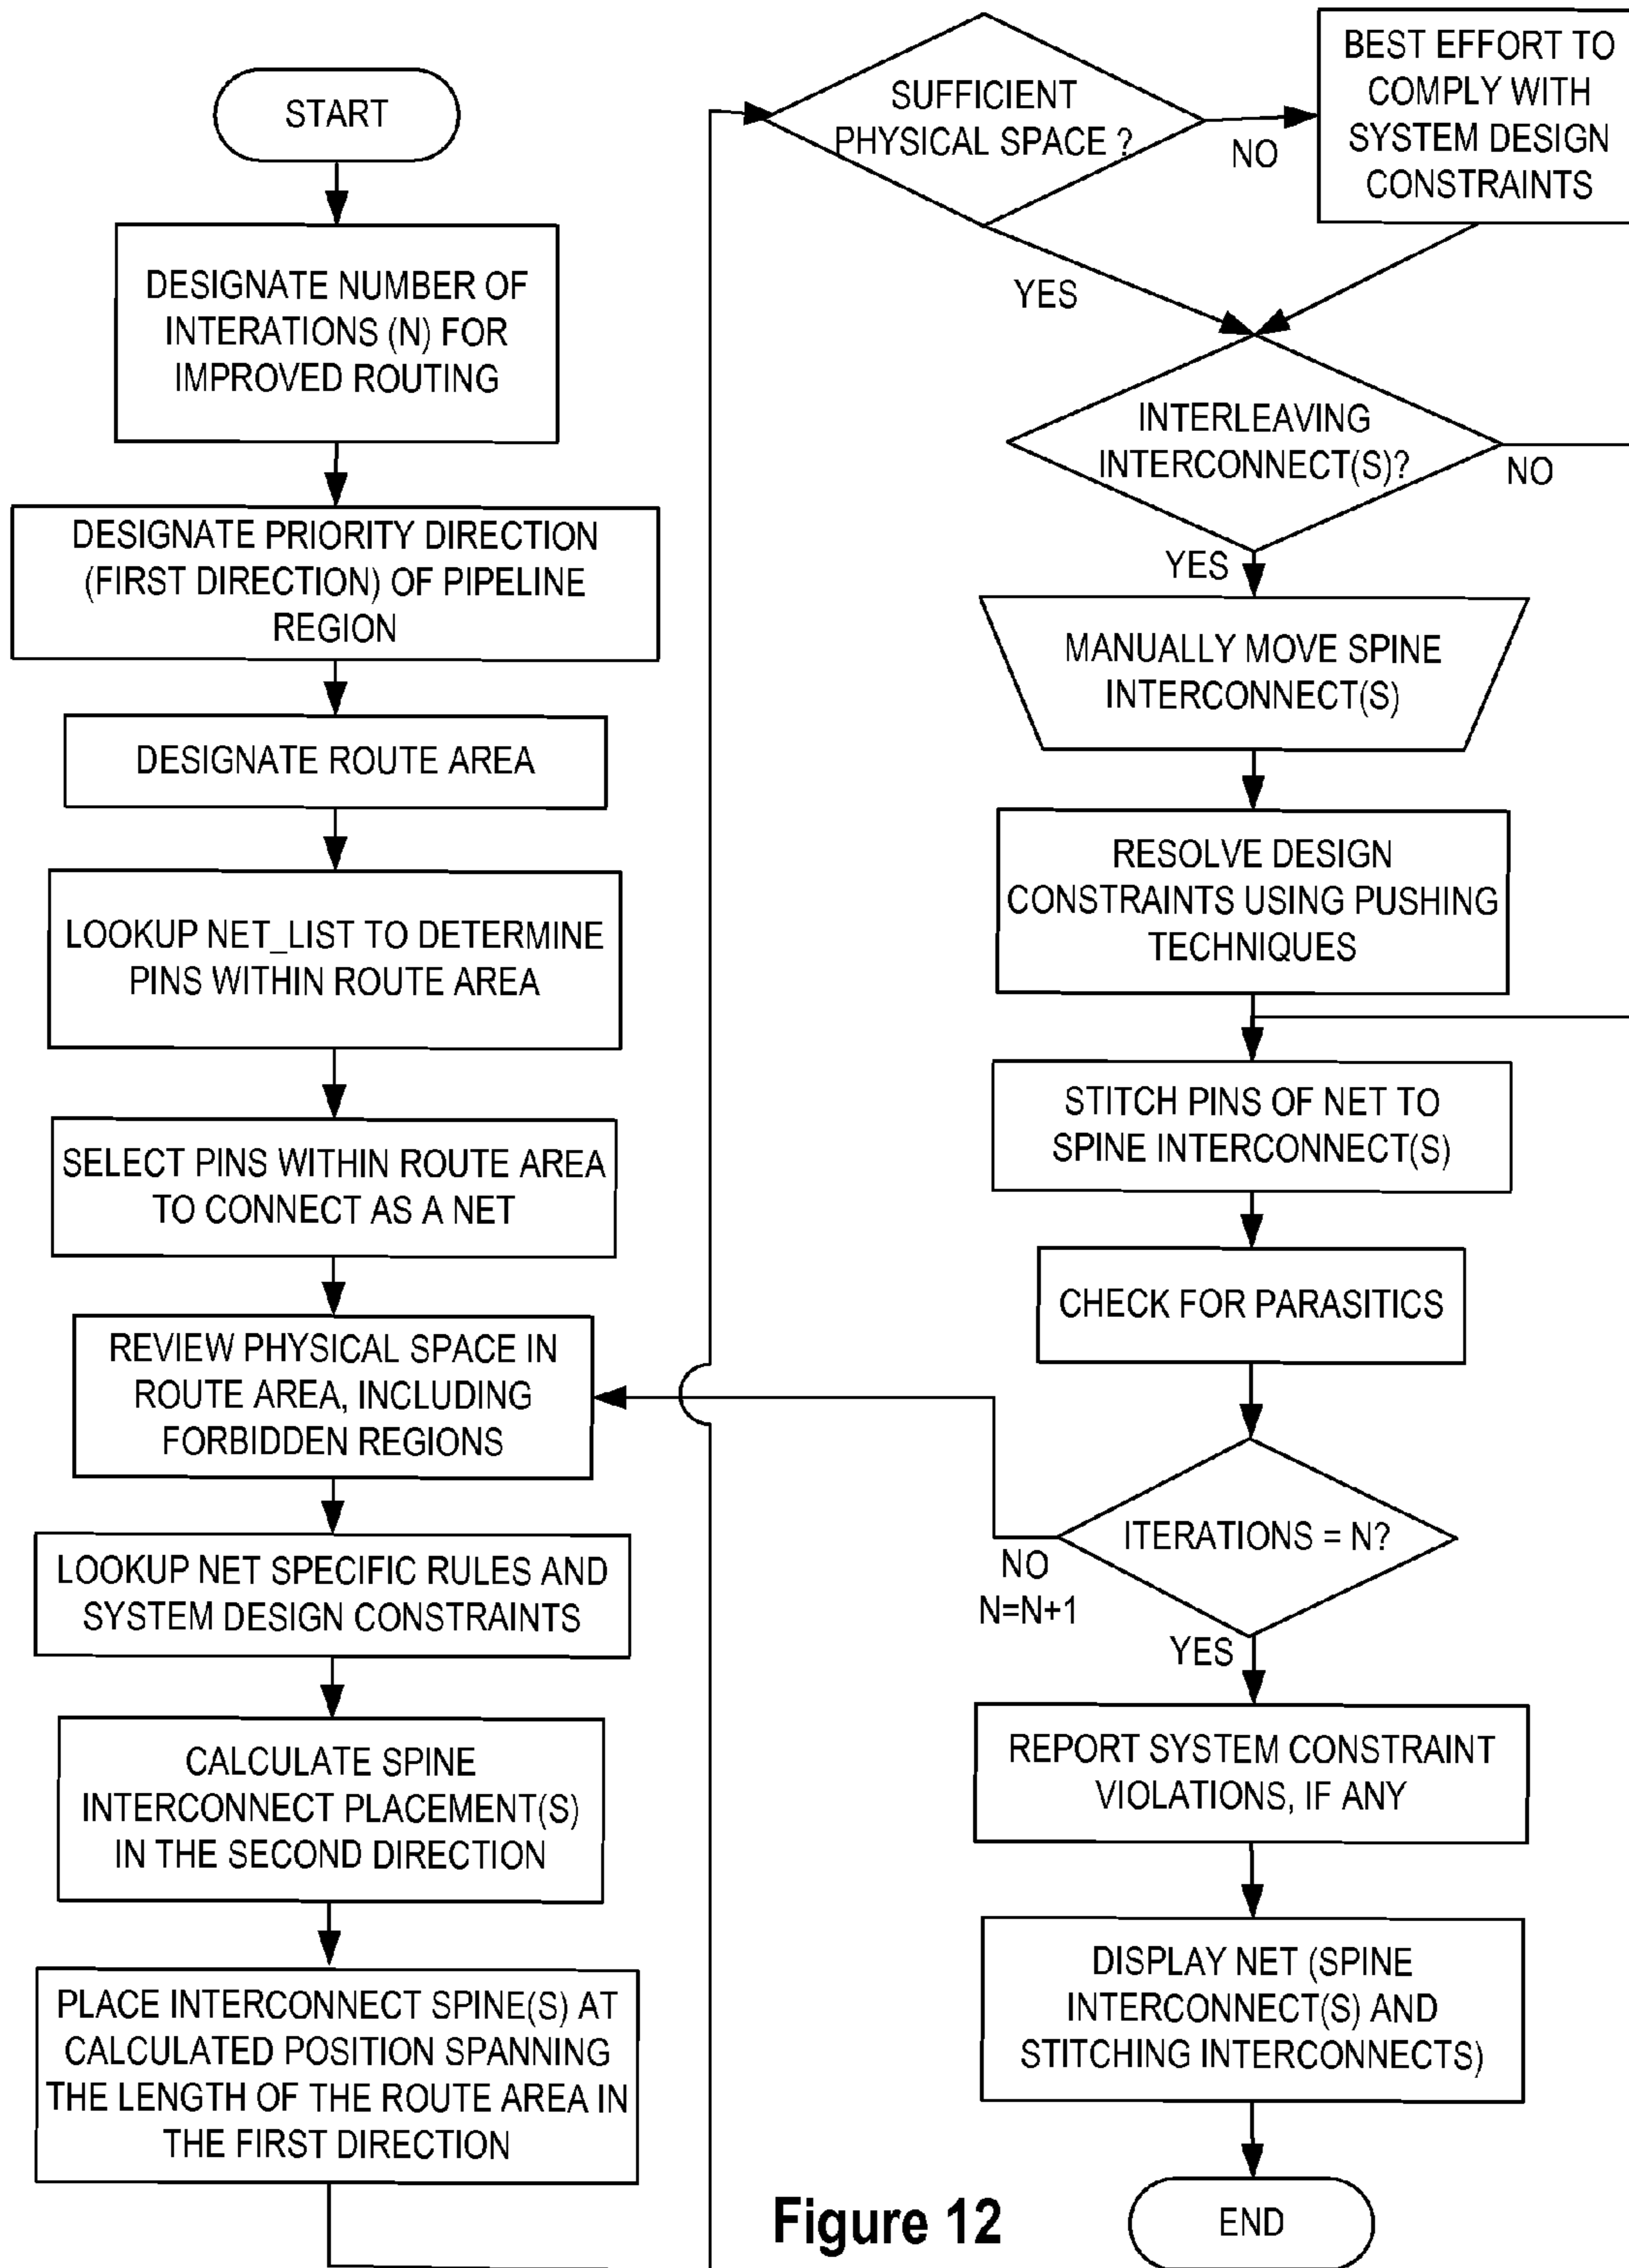 START
DESIGNATE NUMBER OF
INTERATIONS (N) FOR
IMPROVED ROUTING
DESIGNATE PRIORITY DIRECTION
(FIRST DIRECTION) OF PIPELINE
REGION
DESIGNATE ROUTE AREA
LOOKUP NET_LIST TO DETERMINE
PINS WITHIN ROUTE AREA
SELECT PINS WITHIN ROUTE AREA
TO CONNECT AS A NET
REVIEW PHYSICAL SPACE IN
ROUTE AREA, INCLUDING
FORBIDDEN REGIONS
LOOKUP NET SPECIFIC RULES AND
SYSTEM DESIGN CONSTRAINTS
CALCULATE SPINE
INTERCONNECT PLACEMENT(S)
IN THE SECOND DIRECTION
PLACE INTERCONNECT SPINE(S) AT
CALCULATED POSITION SPANNING
THE LENGTH OF THE ROUTE AREA IN
THE FIRST DIRECTION
SUFFICIENT
PHYSICAL SPACE ?
NO
BEST EFFORT TO
COMPLY WITH
SYSTEM DESIGN
CONSTRAINTS
YES
INTERLEAVING
INTERCONNECT(S)?
NO
YES
MANUALLY MOVE SPINE
INTERCONNECT(S)
RESOLVE DESIGN
CONSTRAINTS USING PUSHING
TECHNIQUES
STITCH PINS OF NET TO
SPINE INTERCONNECT(S)
CHECK FOR PARASITICS
ITERATIONS = N?
NO
N=N+1
YES
REPORT SYSTEM CONSTRAINT
VIOLATIONS, IF ANY
DISPLAY NET (SPINE
INTERCONNECT(S) AND
STITCHING INTERCONNECTS)
END
Figure 12